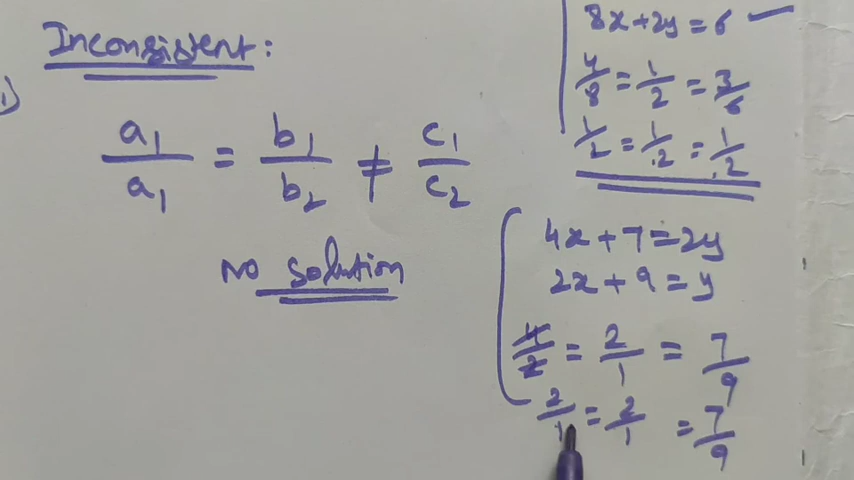 Inconsistent:
1)
a1/a1 = b1/b2 ≠ c1/c2
No solution
8x+2y=6
4/8 = 1/2 = 3/6
1/2 = 1/2 = 1/2
4x+7=2y
2x+9=y
4/2 = 2/1 = 7/9
2/1 = 2/1 = 7/9